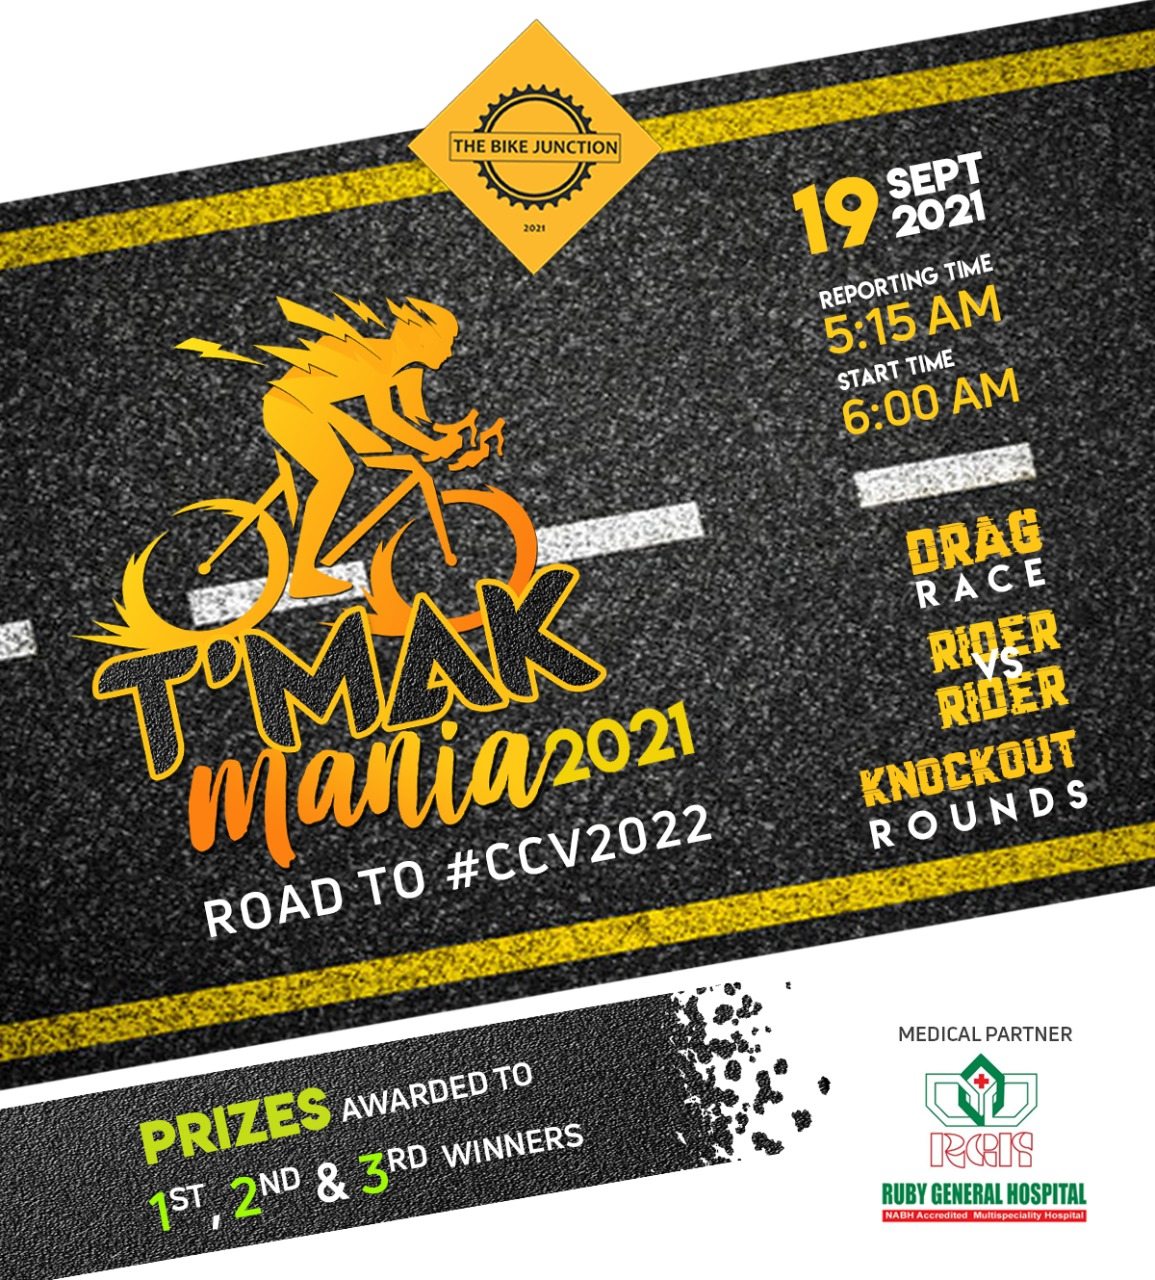 THE BIKE JUNCTION
2021
19 SEPT
2021
REPORTING TIME
5:15 AM
START TIME
6:00 AM
DRAG
RACE
RIDER
VS
RIDER
KNOCKOUT
ROUNDS
T'MAK
mania2021
ROAD TO #CCV2022
PRIZES AWARDED TO
1ST, 2ND & 3RD WINNERS
MEDICAL PARTNER
RGH
RUBY GENERAL HOSPITAL
NABH Accredited Multispeciality Hospital